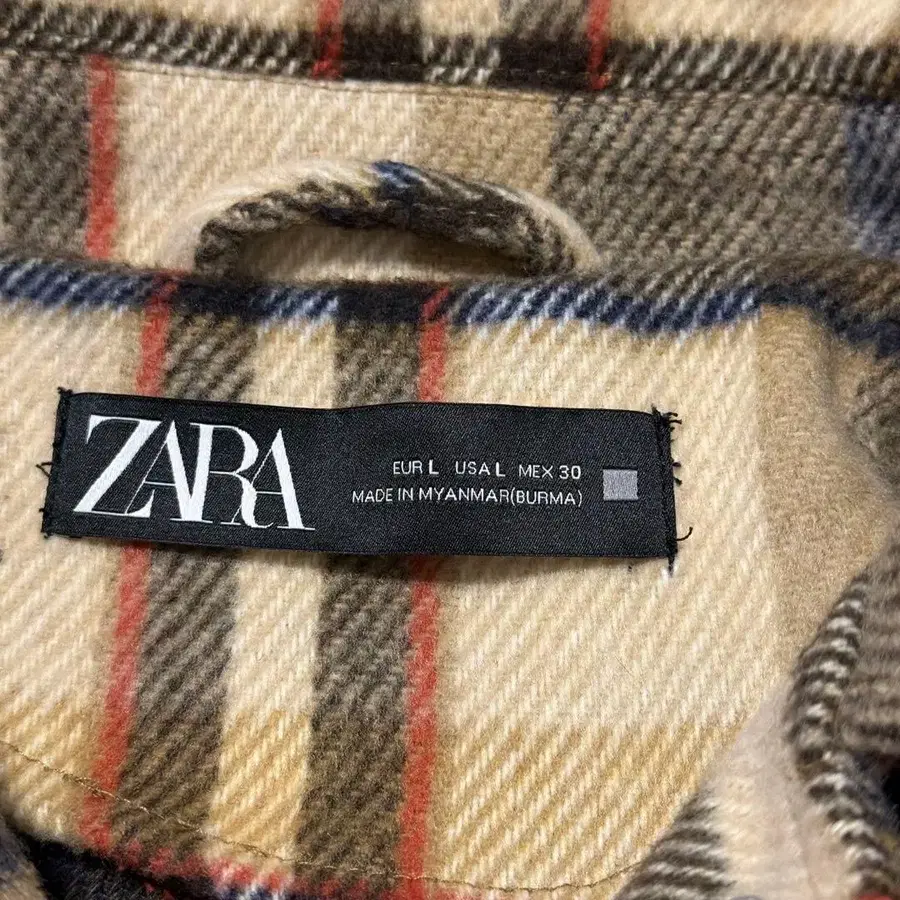 ZARA
EUR L USA L MEX 30
MADE IN MYANMAR(BURMA)